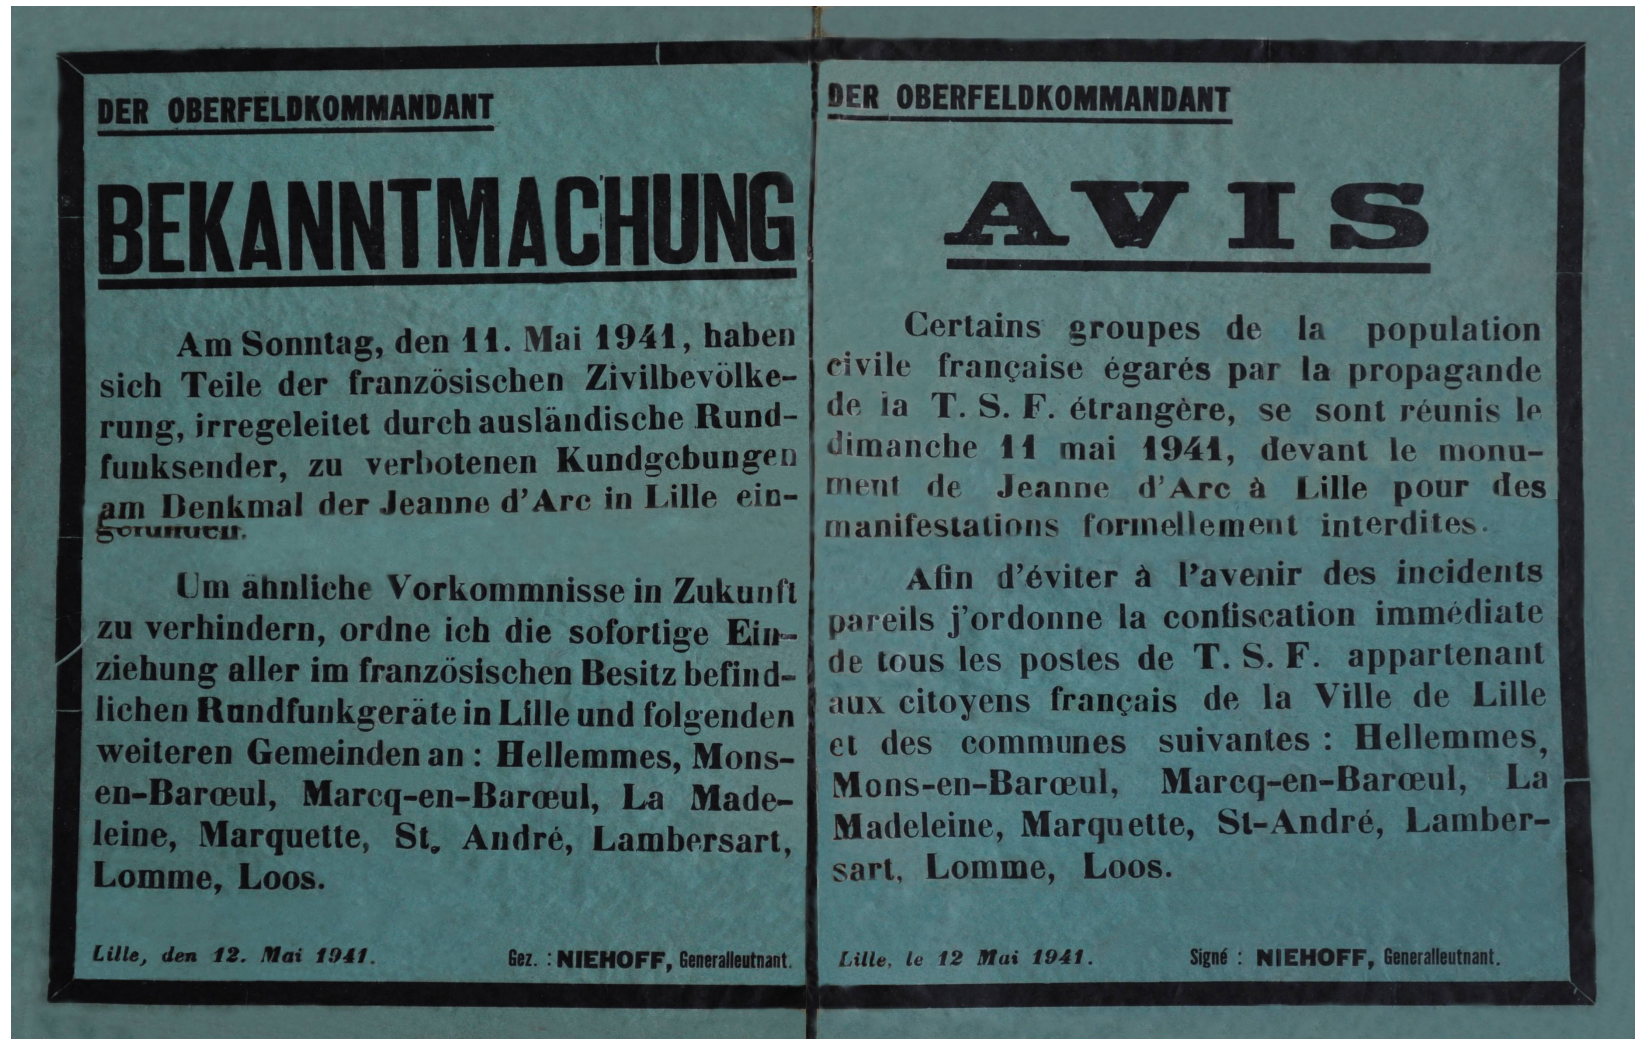 DER OBERFELDKOMMANDANT
BEKANNTMACHUNG
Am Sonntag, den 11. Mai 1941, haben
sich Teile der französischen Zivilbevölke-
rung, irregeleitet durch ausländische Rund-
funksender, zu verbotenen Kundgebungen
am Denkmal der Jeanne d'Arc in Lille ein-
Um ähnliche Vorkommnisse in Zukunft
zu verhindern, ordne ich die sofortige Ein-
ziehung aller im französischen Besitz befind-
lichen Rundfunkgeräte in Lille und folgenden
weiteren Gemeinden an : Hellemmes, Mons-
en-Barœul, Marcq-en-Barœul, La Made-
leine, Marquette, St. André, Lambersart,
Lomme, Loos.
Lille, den 12. Mai 1941.
Gez. : NIEHOFF, Generalleutnant.
DER OBERFELDKOMMANDANT
AVIS
Certains groupes de la population
civile française égarés par la propagande
de la T. S. F. étrangère, se sont réunis le
dimanche 11 mai 1941, devant le monu-
ment de Jeanne d'Arc à Lille pour des
manifestations formellement interdites.
Afin d'éviter à l'avenir des incidents
pareils j'ordonne la confiscation immédiate
de tous les postes de T. S. F. appartenant
aux citoyens français de la Ville de Lille
et des communes suivantes : Hellemmes,
Mons-en-Barœul, Marcq-en-Barœul, La
Madeleine, Marquette, St-André, Lamber-
sart, Lomme, Loos.
Lille, le 12 Mai 1941.
Signé : NIEHOFF, Generalleutnant.